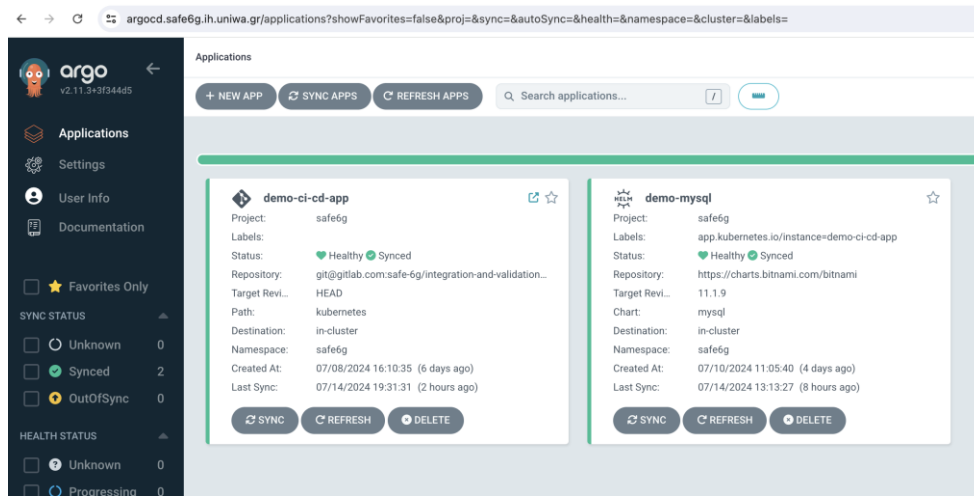 argocd.safe6g.ih.uniwa.gr/applications?showFavorites=false&proj=&sync=&autoSync=&health=&namespace=&cluster=&labels=
argo
v2.11.3+3f344d5
Applications
Settings
User Info
Documentation
Favorites Only
SYNC STATUS
Unknown 0
Synced 2
OutOfSync 0
HEALTH STATUS
Unknown 0
Progressing 0
Applications
+ NEW APP SYNC APPS REFRESH APPS Search applications... /
demo-ci-cd-app
Project: safe6g
Labels:
Status: Healthy Synced
Repository: git@gitlab.com:safe-6g/integration-and-validation...
Target Revi... HEAD
Path: kubernetes
Destination: in-cluster
Namespace: safe6g
Created At: 07/08/2024 16:10:35 (6 days ago)
Last Sync: 07/14/2024 19:31:31 (2 hours ago)
SYNC REFRESH DELETE
HELM demo-mysql
Project: safe6g
Labels: app.kubernetes.io/instance=demo-ci-cd-app
Status: Healthy Synced
Repository: https://charts.bitnami.com/bitnami
Target Revi... 11.1.9
Chart: mysql
Destination: in-cluster
Namespace: safe6g
Created At: 07/10/2024 11:05:40 (4 days ago)
Last Sync: 07/14/2024 13:13:27 (8 hours ago)
SYNC REFRESH DELETE